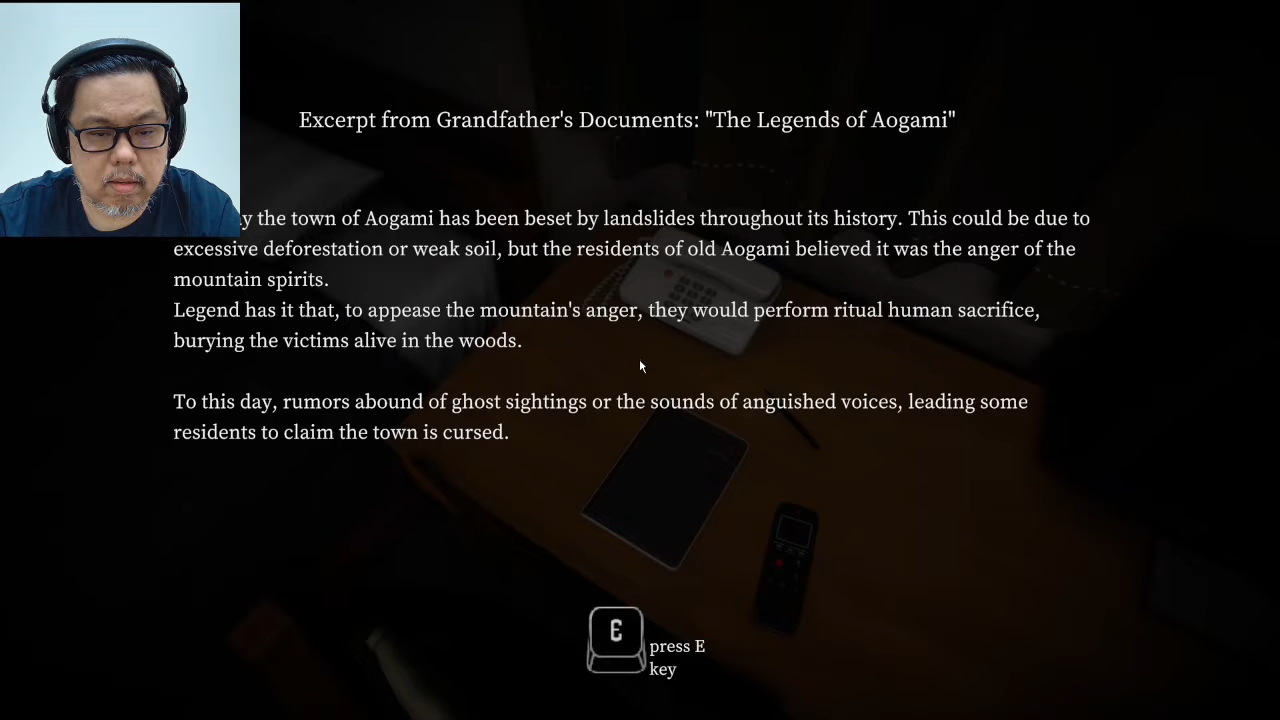 Excerpt from Grandfather's Documents: "The Legends of Aogami"
the town of Aogami has been beset by landslides throughout its history. This could be due to
excessive deforestation or weak soil, but the residents of old Aogami believed it was the anger of the
mountain spirits.
Legend has it that, to appease the mountain's anger, they would perform ritual human sacrifice,
burying the victims alive in the woods.
To this day, rumors abound of ghost sightings or the sounds of anguished voices, leading some
residents to claim the town is cursed.
E
press E
key